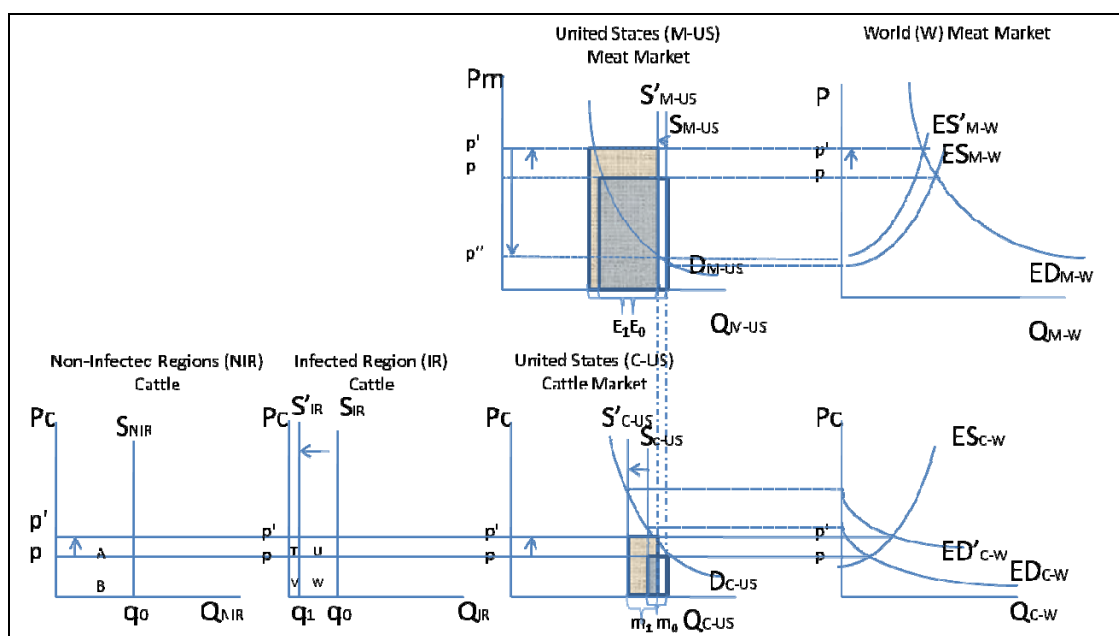 United States (M-US)
Meat Market
World (W) Meat Market
Pm
S'M-US
SM-US
p'
p
p''
DM-US
E1E0
QM-US
P
ES'M-W
ESM-W
p'
p
EDM-W
QM-W
Non-Infected Regions (NIR)
Cattle
Infected Region (IR)
Cattle
United States (C-US)
Cattle Market
Pc
SNIR
p'
p
A
B
q0
QNIR
Pc
S'IR
SIR
p'
p
T U
V W
q1 q0
QIR
Pc
S'C-US
SC-US
p'
p
DC-US
m1 m0 QC-US
Pc
ESC-W
p'
p
ED'C-W
EDC-W
QC-W